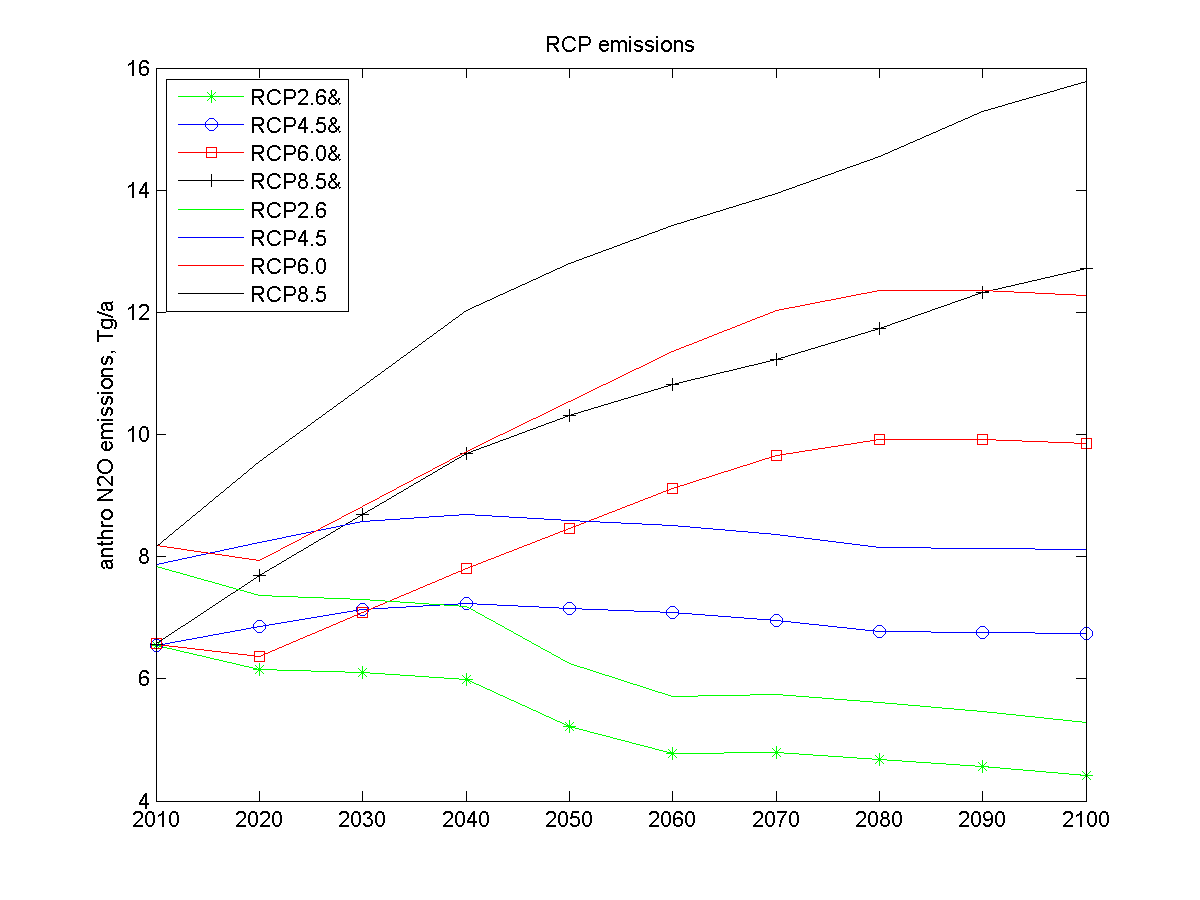 RCP emissions
16
14
12
10
8
6
4
anthro N2O emissions, Tg/a
RCP2.6&
RCP4.5&
RCP6.0&
RCP8.5&
RCP2.6
RCP4.5
RCP6.0
RCP8.5
2010 2020 2030 2040 2050 2060 2070 2080 2090 2100